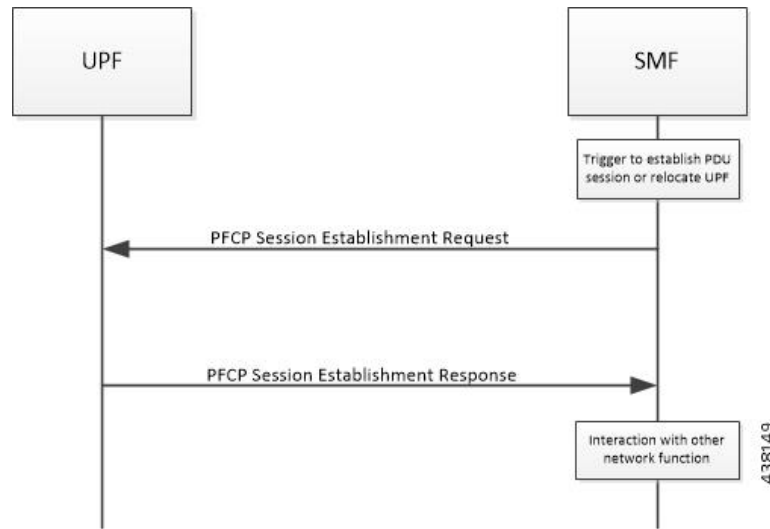 UPF
SMF
Trigger to establish PDU
session or relocate UPF
PFCP Session Establishment Request
PFCP Session Establishment Response
Interaction with other
network function
438149